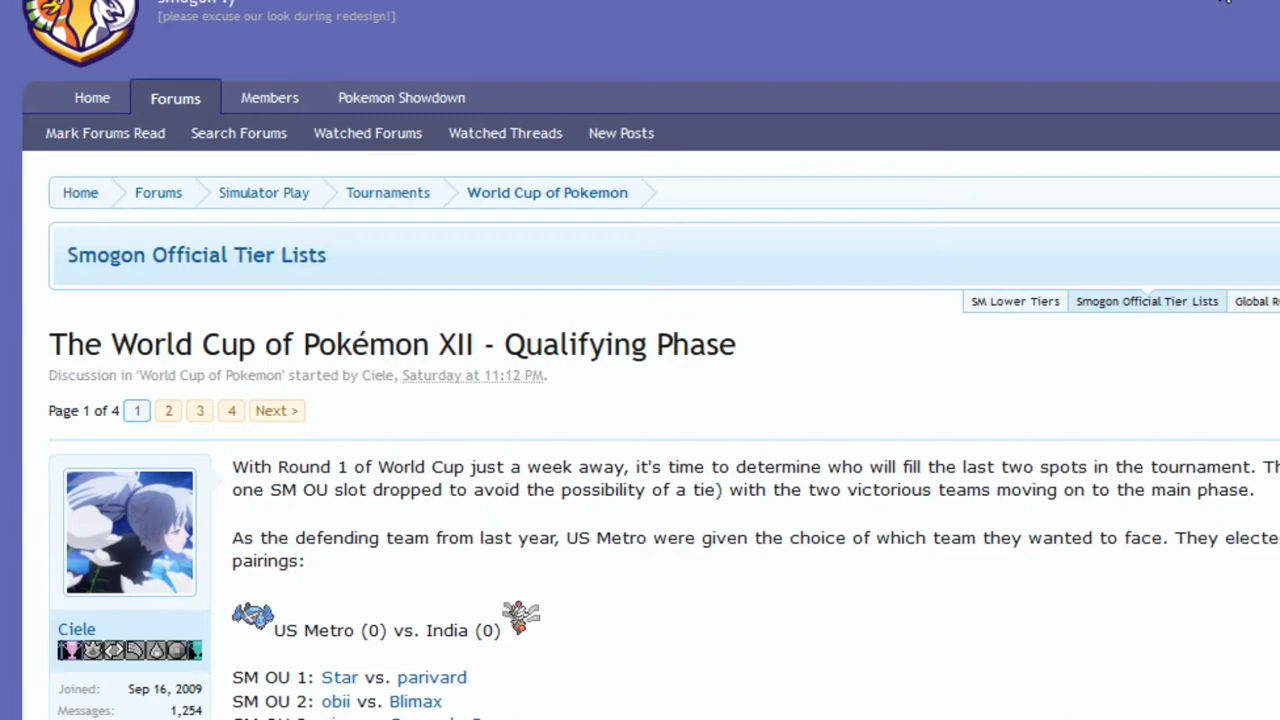 [please excuse our look during redesign!]
Home Forums Members Pokemon Showdown
Mark Forums Read Search Forums Watched Forums Watched Threads New Posts
Home Forums Simulator Play Tournaments World Cup of Pokemon
Smogon Official Tier Lists
SM Lower Tiers Smogon Official Tier Lists Global
The World Cup of Pokémon XII - Qualifying Phase
Discussion in 'World Cup of Pokemon' started by Ciele, Saturday at 11:12 PM.
Page 1 of 4 1 2 3 4 Next >
With Round 1 of World Cup just a week away, it's time to determine who will fill the last two spots in the tournament.
one SM OU slot dropped to avoid the possibility of a tie) with the two victorious teams moving on to the main phase.
As the defending team from last year, US Metro were given the choice of which team they wanted to face. They
pairings:
US Metro (0) vs. India (0)
Ciele
Joined: Sep 16, 2009
Messages: 1,254
SM OU 1: Star vs. parivard
SM OU 2: obii vs. Blimax